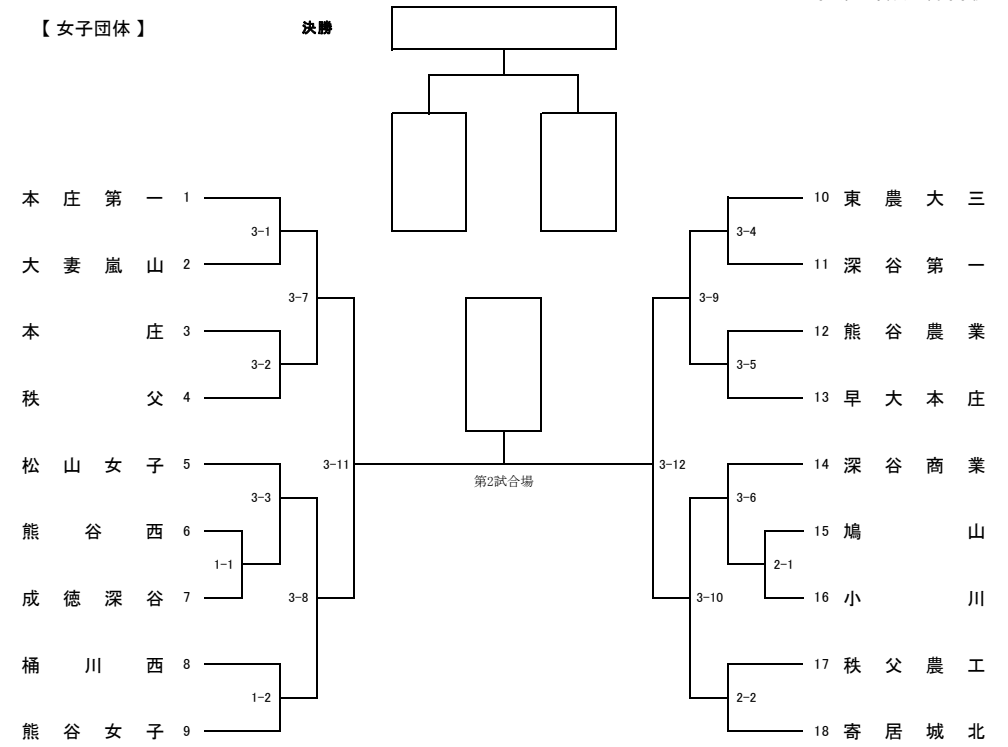 【 女子団体 】
決勝
本庄第一 1
3-1
大妻嵐山 2
3-7
本庄 3
3-2
秩父 4
松山女子 5
3-11
3-3
熊谷西 6
1-1
成徳深谷 7
3-8
桶川西 8
1-2
熊谷女子 9
第2試合場
10 東農大三
3-4
11 深谷第一
3-9
12 熊谷農業
3-5
13 早大本庄
3-12
14 深谷商業
3-6
15 鳩山
2-1
16 小川
3-10
17 秩父農工
2-2
18 寄居城北